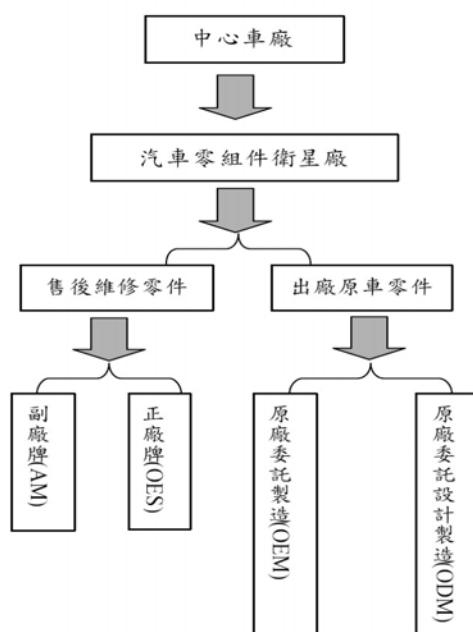 中心車廠
汽車零組件衛星廠
售後維修零件
出廠原車零件
副廠牌(AM)
正廠牌(OES)
原廠委託製造(OEM)
原廠委託設計製造(ODM)